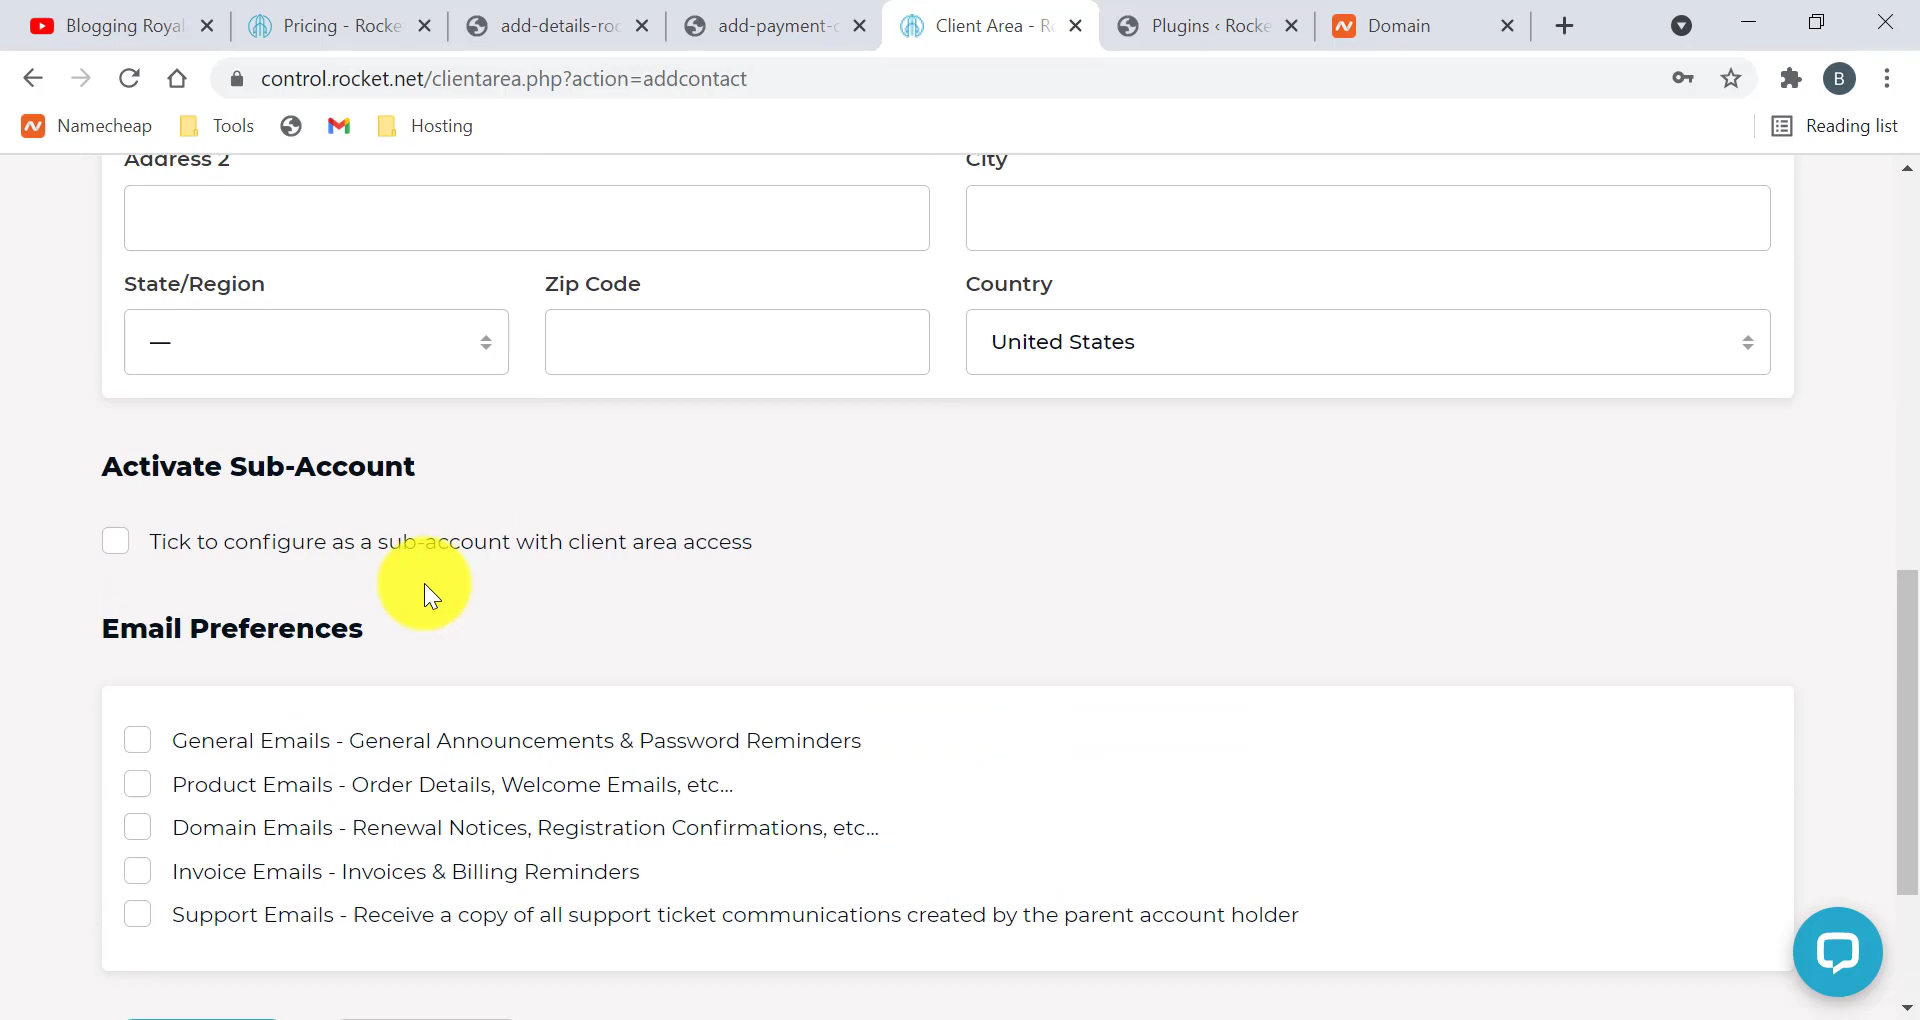 Blogging Royal
Pricing - Rocke
add-details-roc
add-payment-c
Client Area - Ro
Plugins ‹ Rocke
Domain
control.rocket.net/clientarea.php?action=addcontact
B
Namecheap
Tools
Hosting
Reading list
Address 2
City
State/Region
Zip Code
Country
—
United States
Activate Sub-Account
Tick to configure as a sub-account with client area access
Email Preferences
General Emails - General Announcements & Password Reminders
Product Emails - Order Details, Welcome Emails, etc...
Domain Emails - Renewal Notices, Registration Confirmations, etc...
Invoice Emails - Invoices & Billing Reminders
Support Emails - Receive a copy of all support ticket communications created by the parent account holder